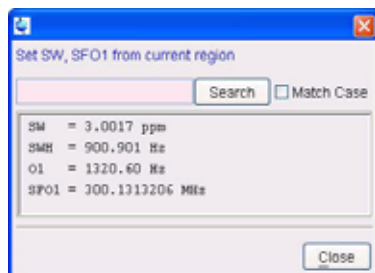 Set SW, SFO1 from current region
Search Match Case
SW = 3.0017 ppm
SWH = 900.901 Hz
O1 = 1320.60 Hz
SFO1 = 300.1313206 MHz
Close